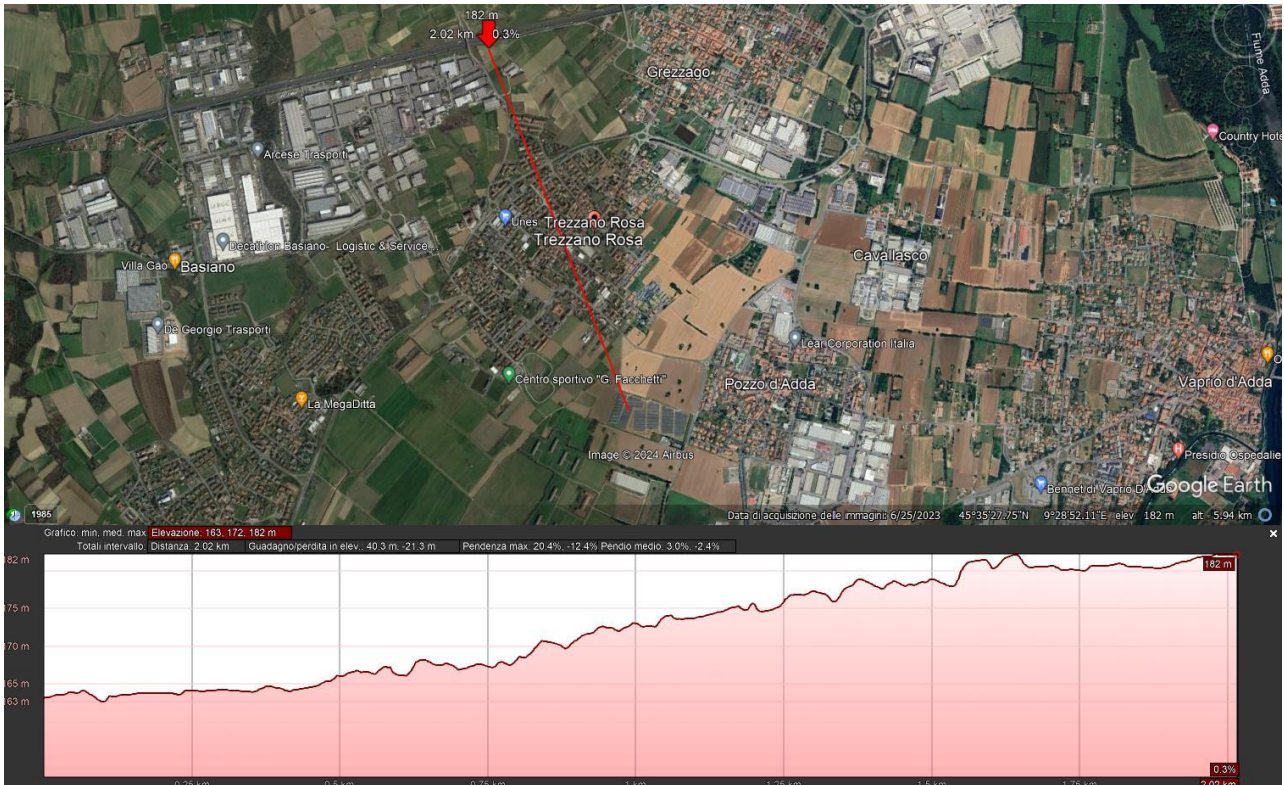 182 m
2.02 km 0.3%
Grezzago
Fiume Adda
Country Hote
Arcese Trasporti
Unes
Trezzano Rosa
Trezzano Rosa
Decathlon Basiano- Logistic & Service...
Villa Gao
Basiano
Cavallasco
De Georgio Trasporti
Lear Corporation Italia
Centro sportivo "G. Facchetti"
Pozzo d'Adda
Vaprio d'Adda
La MegaDitta
Image © 2024 Airbus
Presidio Ospedalie
Bennet di Vaprio D'A
Google Earth
1985
Data di acquisizione delle immagini: 6/25/2023 45°35'27.75"N 9°28'52.11"E elev 182 m alt 5.94 km
Grafico: min, med, max Elevazione: 163, 172, 182 m
Totali intervallo: Distanza: 2.02 km Guadagno/perdita in elev.: 40.3 m, -21.3 m Pendenza max: 20.4%, -12.4% Pendio medio: 3.0%, -2.4%
182 m
182 m
175 m
170 m
165 m
163 m
0.3%
0.25 km 0.5 km 0.75 km 1 km 1.25 km 1.5 km 1.75 km 2.02 km